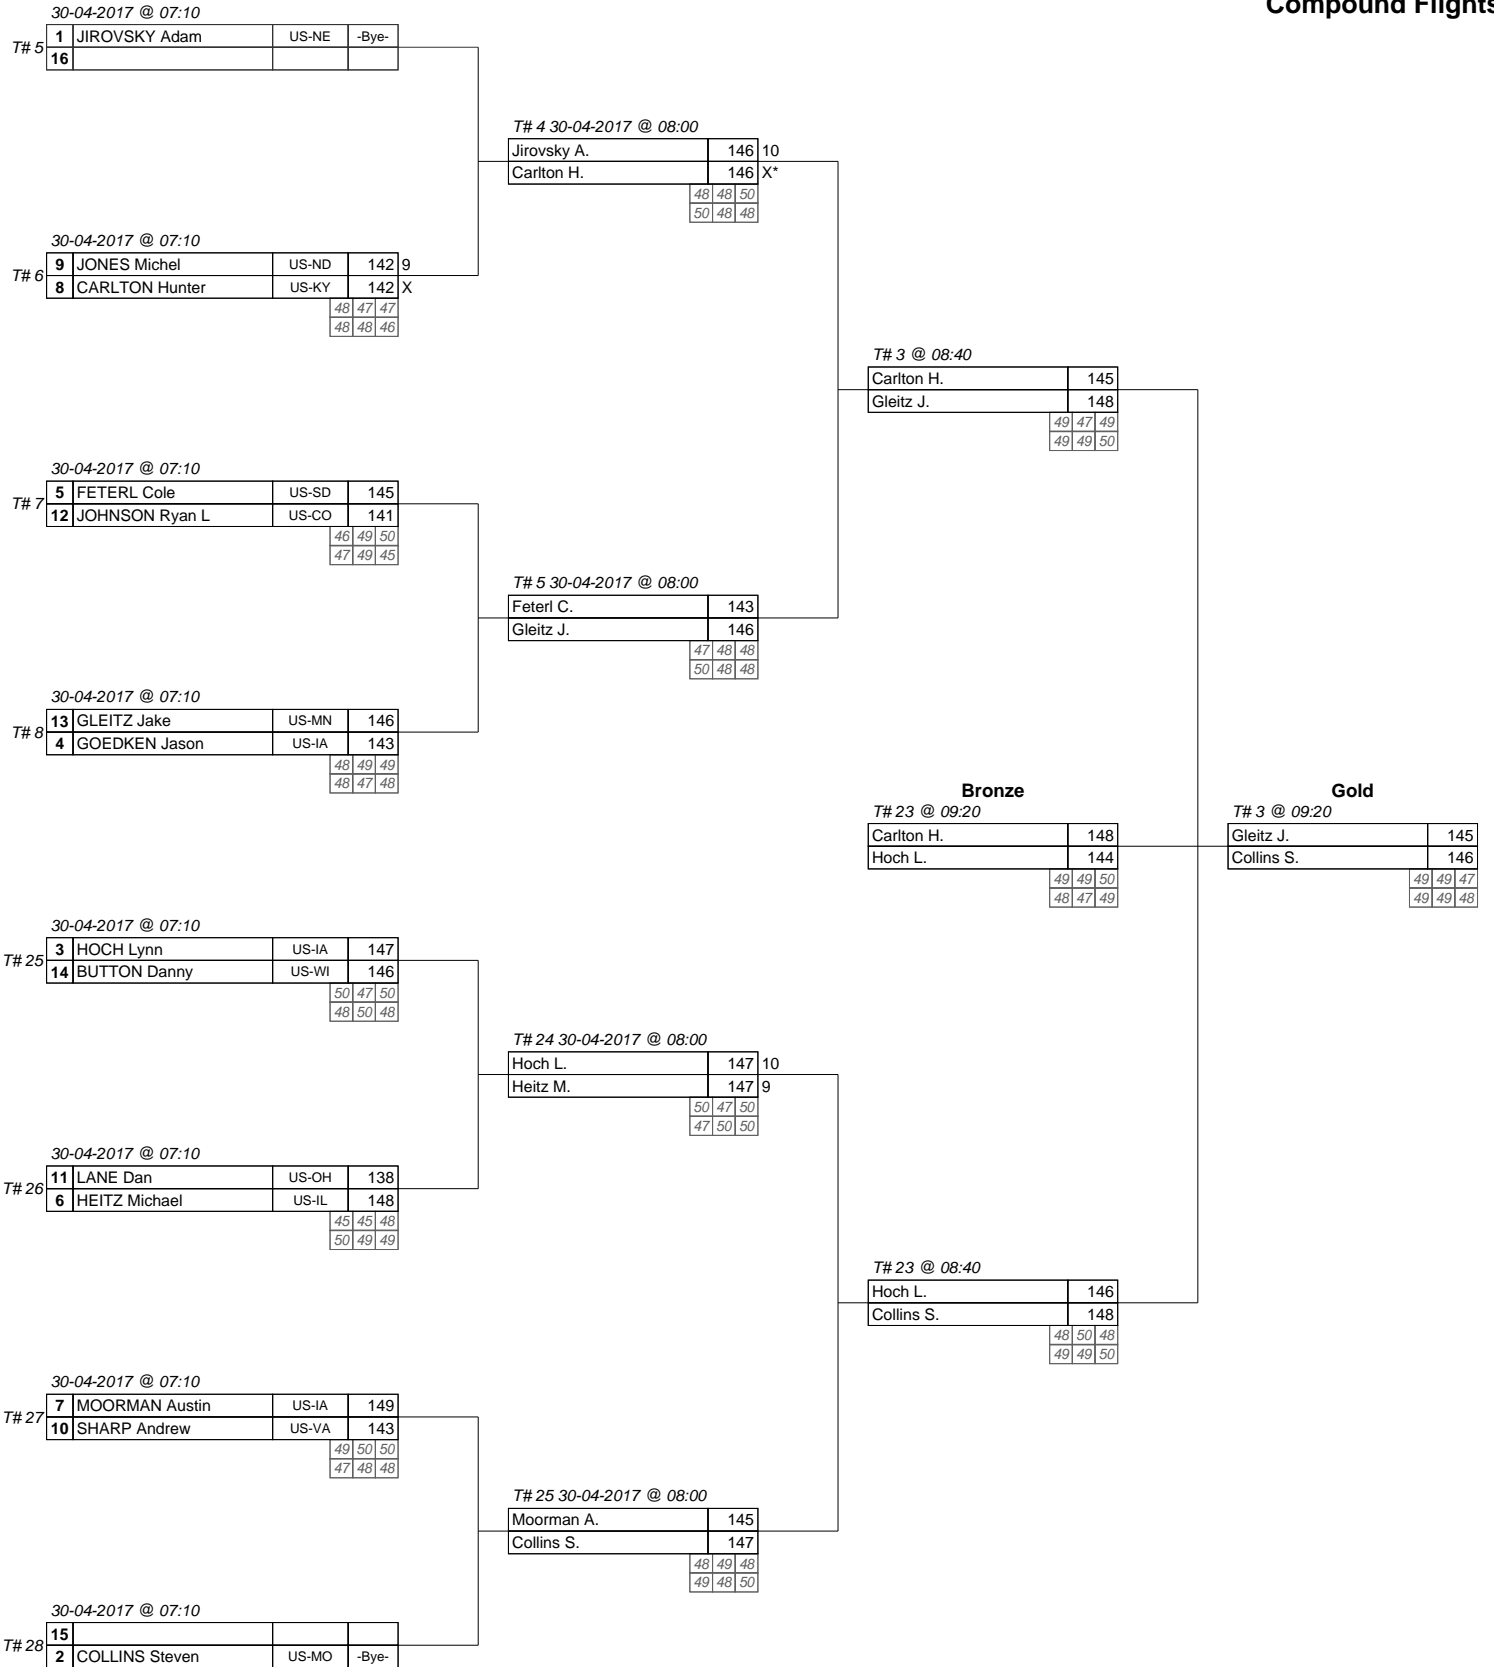 Compound Flights
30-04-2017 @ 07:10
T# 5
1 JIROVSKY Adam US-NE -Bye-
16
T# 4 30-04-2017 @ 08:00
Jirovsky A. 146 10
Carlton H. 146 X*
48 48 50
50 48 48
30-04-2017 @ 07:10
T# 6
9 JONES Michel US-ND 142 9
8 CARLTON Hunter US-KY 142 X
48 47 47
48 48 46
T# 3 @ 08:40
Carlton H. 145
Gleitz J. 148
49 47 49
49 49 50
30-04-2017 @ 07:10
T# 7
5 FETERL Cole US-SD 145
12 JOHNSON Ryan L US-CO 141
46 49 50
47 49 45
T# 5 30-04-2017 @ 08:00
Feterl C. 143
Gleitz J. 146
47 48 48
50 48 48
30-04-2017 @ 07:10
T# 8
13 GLEITZ Jake US-MN 146
4 GOEDKEN Jason US-IA 143
48 49 49
48 47 48
Bronze
T# 23 @ 09:20
Carlton H. 148
Hoch L. 144
49 49 50
48 47 49
Gold
T# 3 @ 09:20
Gleitz J. 145
Collins S. 146
49 49 47
49 49 48
30-04-2017 @ 07:10
T# 25
3 HOCH Lynn US-IA 147
14 BUTTON Danny US-WI 146
50 47 50
48 50 48
T# 24 30-04-2017 @ 08:00
Hoch L. 147 10
Heitz M. 147 9
50 47 50
47 50 50
30-04-2017 @ 07:10
T# 26
11 LANE Dan US-OH 138
6 HEITZ Michael US-IL 148
45 45 48
50 49 49
T# 23 @ 08:40
Hoch L. 146
Collins S. 148
48 50 48
49 49 50
30-04-2017 @ 07:10
T# 27
7 MOORMAN Austin US-IA 149
10 SHARP Andrew US-VA 143
49 50 50
47 48 48
T# 25 30-04-2017 @ 08:00
Moorman A. 145
Collins S. 147
48 49 48
49 48 50
30-04-2017 @ 07:10
T# 28
15
2 COLLINS Steven US-MO -Bye-